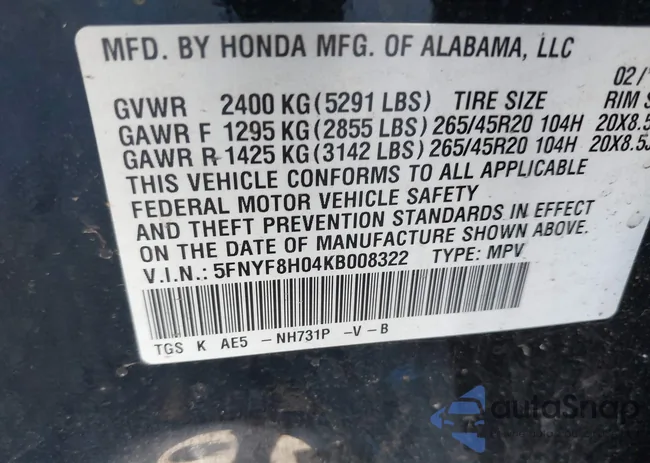 MFD. BY HONDA MFG. OF ALABAMA, LLC
02/
GVWR 2400 KG (5291 LBS) TIRE SIZE RIM S
GAWR F 1295 KG (2855 LBS) 265/45R20 104H 20X8.5
GAWR R 1425 KG (3142 LBS) 265/45R20 104H 20X8.5J
THIS VEHICLE CONFORMS TO ALL APPLICABLE
FEDERAL MOTOR VEHICLE SAFETY
AND THEFT PREVENTION STANDARDS IN EFFECT
ON THE DATE OF MANUFACTURE SHOWN ABOVE.
V.I.N.: 5FNYF8H04KB008322 TYPE: MPV
TGS K AE5 - NH731P -V-B
autoSnap